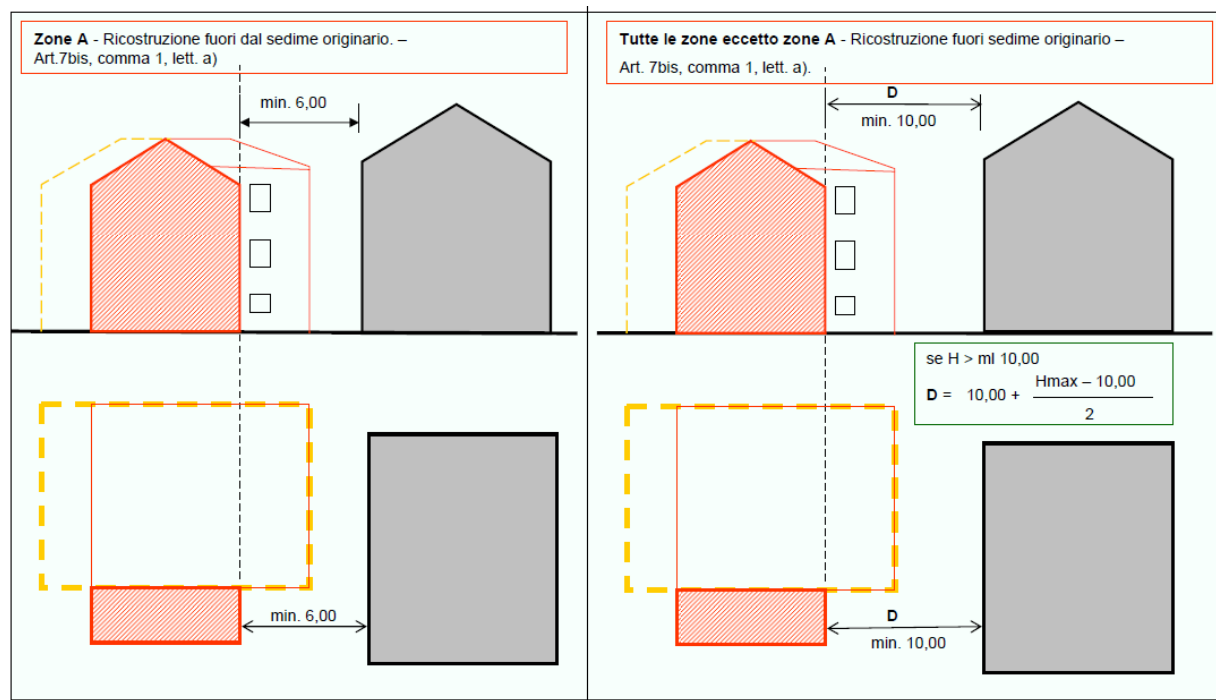 Zone A - Ricostruzione fuori dal sedime originario. –
Art.7bis, comma 1, lett. a)
min. 6,00
min. 6,00
Tutte le zone eccetto zone A - Ricostruzione fuori sedime originario –
Art. 7bis, comma 1, lett. a).
D
min. 10,00
se H > ml 10,00
D = 10,00 + Hmax – 10,00
2
D
min. 10,00